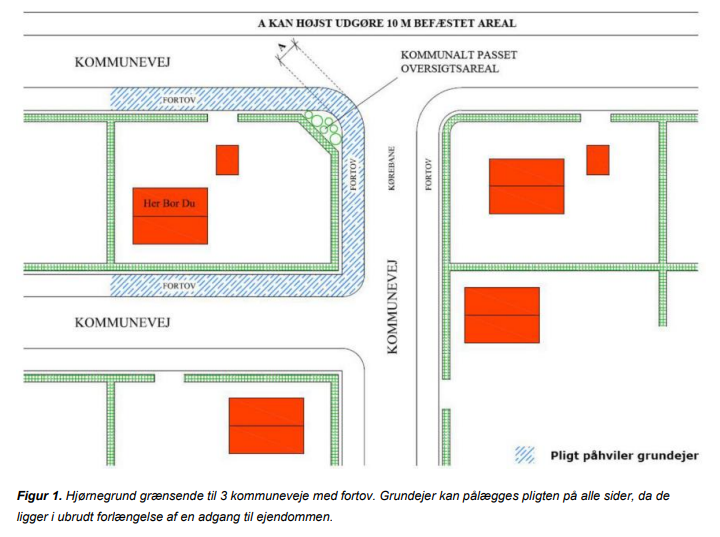 A KAN HØJST UDGØRE 10 M BEFÆSTET AREAL
A
KOMMUNEVEJ
KOMMUNALT PASSET
OVERSIGTSAREAL
FORTOV
FORTOV
KØREBANE
FORTOV
Her Bor Du
FORTOV
KOMMUNEVEJ
KOMMUNEVEJ
Pligt påhviler grundejer
Figur 1. Hjørnegrund grænsende til 3 kommuneveje med fortov. Grundejer kan pålægges pligten på alle sider, da de
ligger i ubrudt forlængelse af en adgang til ejendommen.